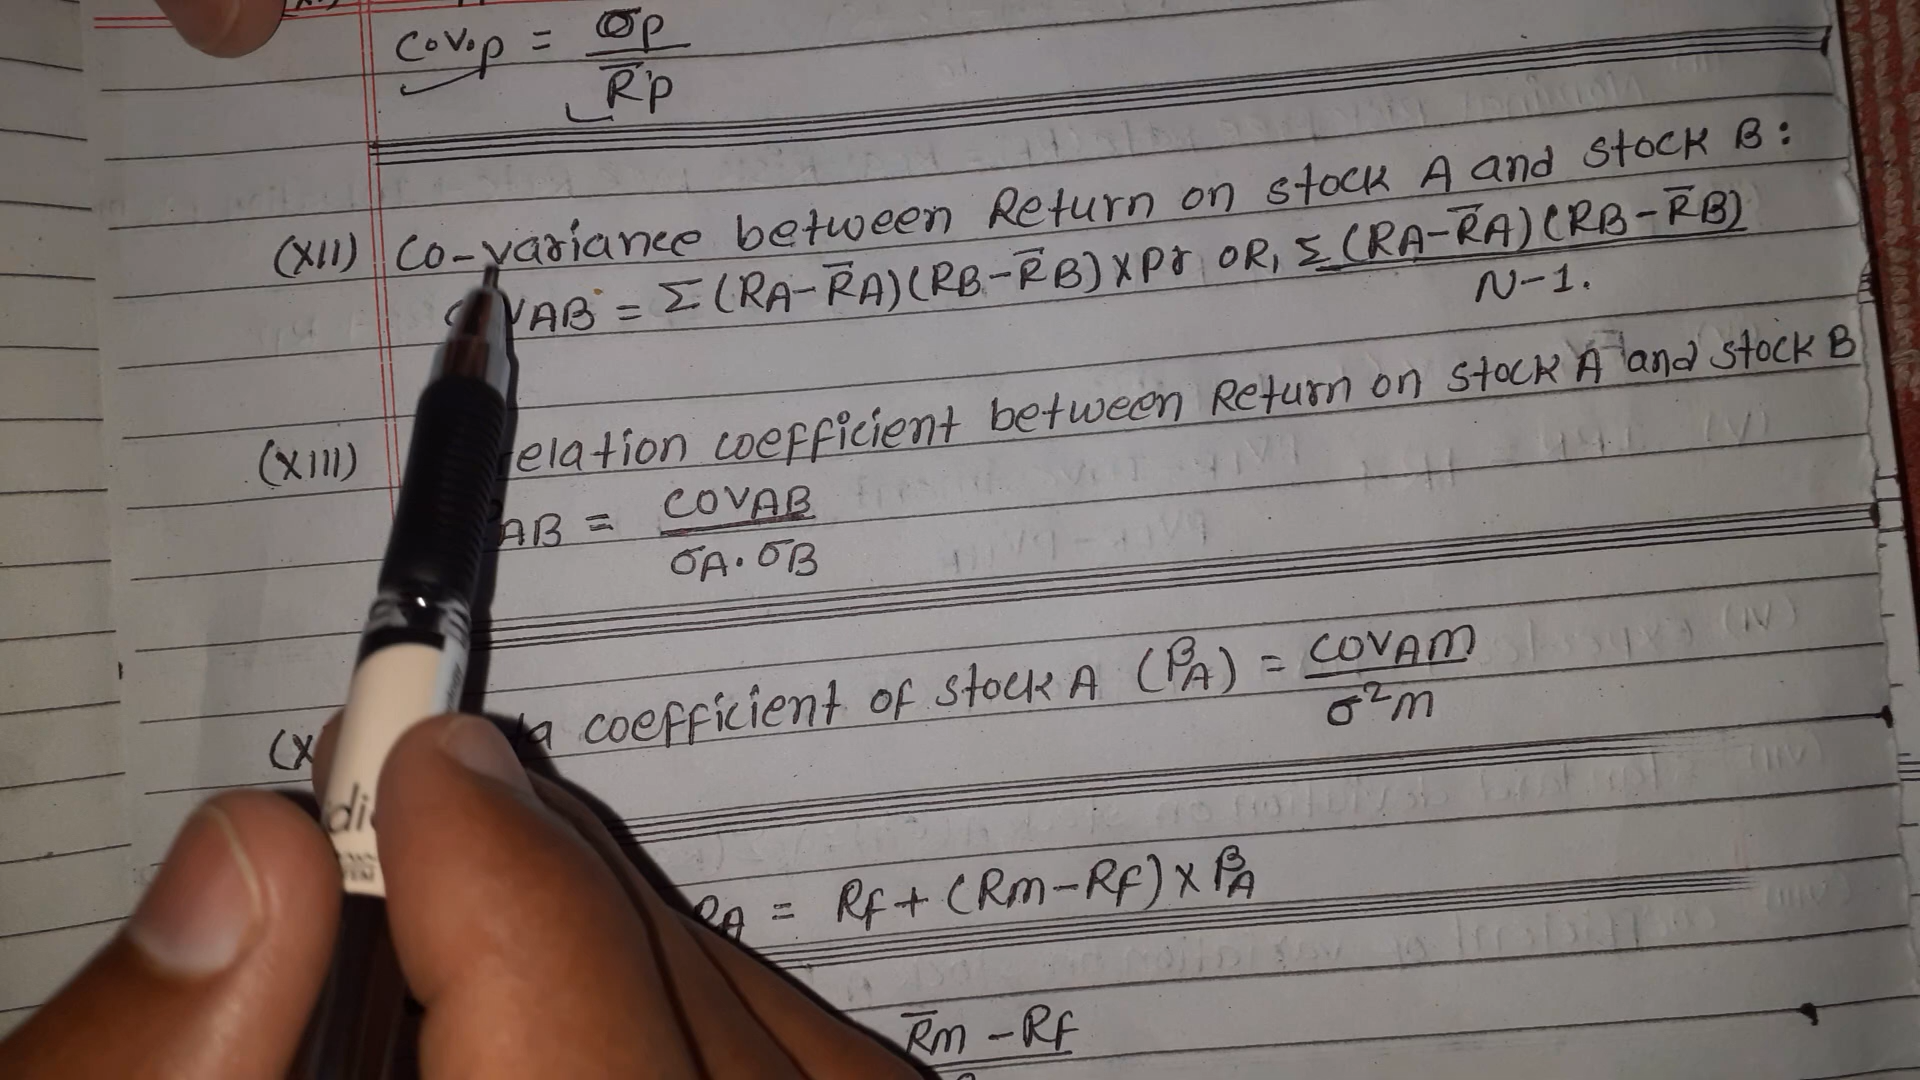 COV.p = σp
R̄p
(XII) Co-variance between Return on stock A and stock B:
VAB = Σ (RA-R̄A)(RB-R̄B) x Pr OR, Σ (RA-R̄A)(RB-R̄B)
N-1.
(XIII) elation coefficient between Return on stock A and stock B
AB = COVAB
σA.σB
(X a coefficient of stock A (βA) = COVAM
σ²m
RA = Rf + (Rm-Rf) x βA
R̄m - Rf